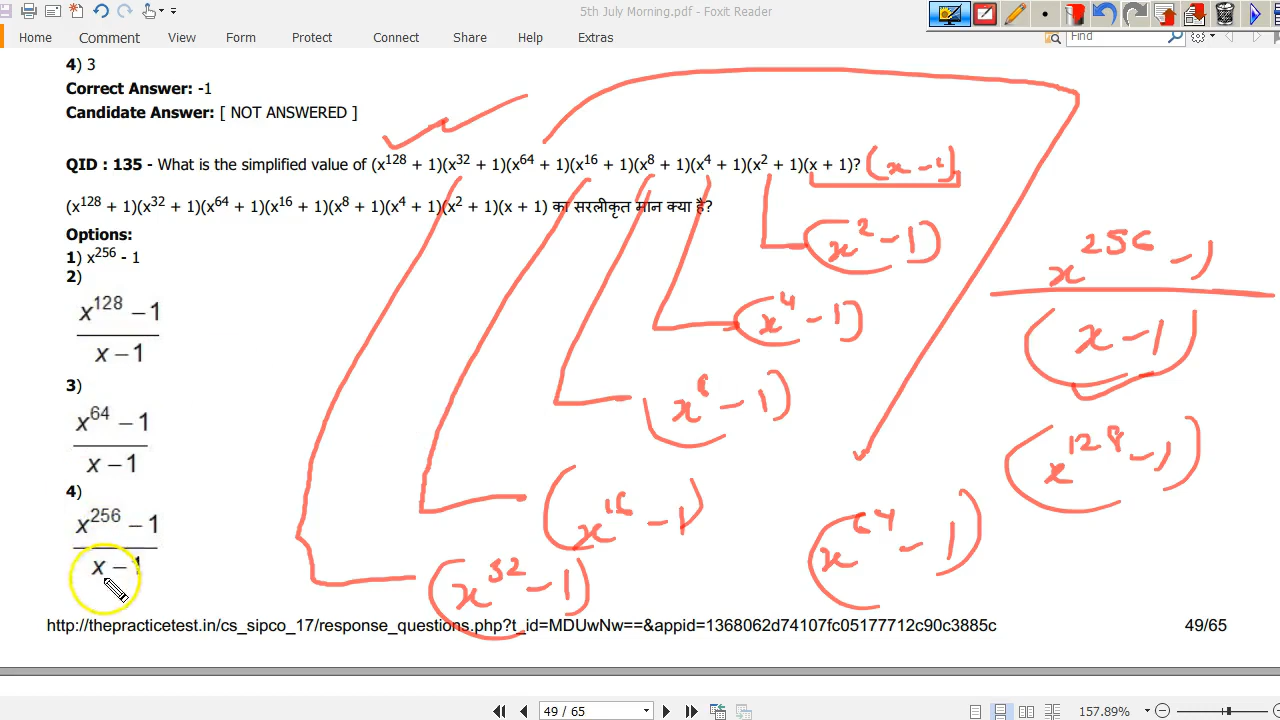 5th July Morning.pdf - Foxit Reader
Home Comment View Form Protect Connect Share Help Extras Find
4) 3
Correct Answer: -1
Candidate Answer: [ NOT ANSWERED ]
QID : 135 - What is the simplified value of (x¹²⁸ + 1)(x³² + 1)(x⁶⁴ + 1)(x¹⁶ + 1)(x⁸ + 1)(x⁴ + 1)(x² + 1)(x + 1)? (x - 1)
(x¹²⁸ + 1)(x³² + 1)(x⁶⁴ + 1)(x¹⁶ + 1)(x⁸ + 1)(x⁴ + 1)(x² + 1)(x + 1) का सरलीकृत मान क्या है?
Options:
1) x²⁵⁶ - 1
2)
x¹²⁸ – 1
x – 1
3)
x⁶⁴ – 1
x – 1
4)
x²⁵⁶ – 1
x – 1
(x² - 1)
(x⁴ - 1)
(x⁸ - 1)
(x¹⁶ - 1)
(x³² - 1)
(x⁶⁴ - 1)
x²⁵⁶ - 1
(x - 1)
(x¹²⁸ - 1)
http://thepracticetest.in/cs_sipco_17/response_questions.php?t_id=MDUwNw==&appid=1368062d74107fc05177712c90c3885c 49/65
49 / 65 157.89%